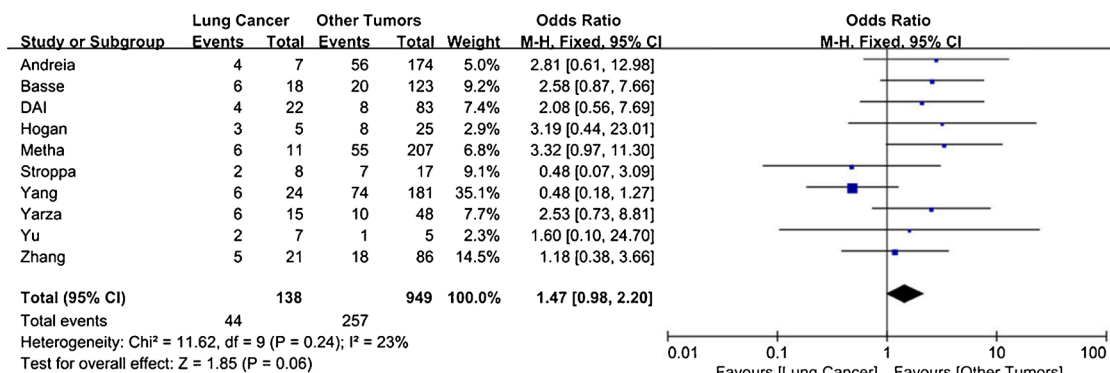 Lung Cancer Other Tumors Odds Ratio Odds Ratio
Study or Subgroup Events Total Events Total Weight M-H, Fixed, 95% CI M-H, Fixed, 95% CI
Andreia 4 7 56 174 5.0% 2.81 [0.61, 12.98]
Basse 6 18 20 123 9.2% 2.58 [0.87, 7.66]
DAI 4 22 8 83 7.4% 2.08 [0.56, 7.69]
Hogan 3 5 8 25 2.9% 3.19 [0.44, 23.01]
Metha 6 11 55 207 6.8% 3.32 [0.97, 11.30]
Stroppa 2 8 7 17 9.1% 0.48 [0.07, 3.09]
Yang 6 24 74 181 35.1% 0.48 [0.18, 1.27]
Yarza 6 15 10 48 7.7% 2.53 [0.73, 8.81]
Yu 2 7 1 5 2.3% 1.60 [0.10, 24.70]
Zhang 5 21 18 86 14.5% 1.18 [0.38, 3.66]
Total (95% CI) 138 949 100.0% 1.47 [0.98, 2.20]
Total events 44 257
Heterogeneity: Chi² = 11.62, df = 9 (P = 0.24); I² = 23%
Test for overall effect: Z = 1.85 (P = 0.06)
0.01 0.1 1 10 100
Favours [Lung Cancer] Favours [Other Tumors]